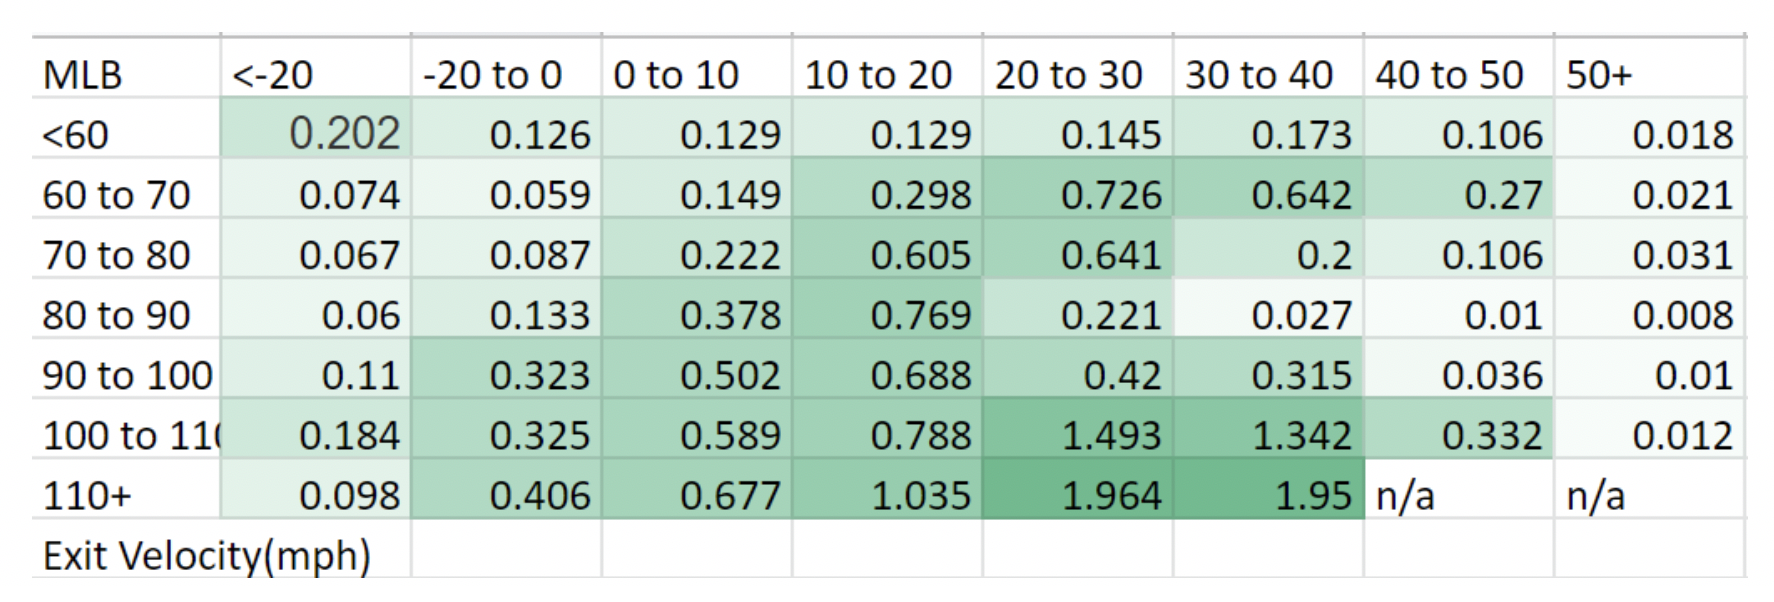 MLB <-20 -20 to 0 0 to 10 10 to 20 20 to 30 30 to 40 40 to 50 50+
<60 0.202 0.126 0.129 0.129 0.145 0.173 0.106 0.018
60 to 70 0.074 0.059 0.149 0.298 0.726 0.642 0.27 0.021
70 to 80 0.067 0.087 0.222 0.605 0.641 0.2 0.106 0.031
80 to 90 0.06 0.133 0.378 0.769 0.221 0.027 0.01 0.008
90 to 100 0.11 0.323 0.502 0.688 0.42 0.315 0.036 0.01
100 to 110 0.184 0.325 0.589 0.788 1.493 1.342 0.332 0.012
110+ 0.098 0.406 0.677 1.035 1.964 1.95 n/a n/a
Exit Velocity(mph)